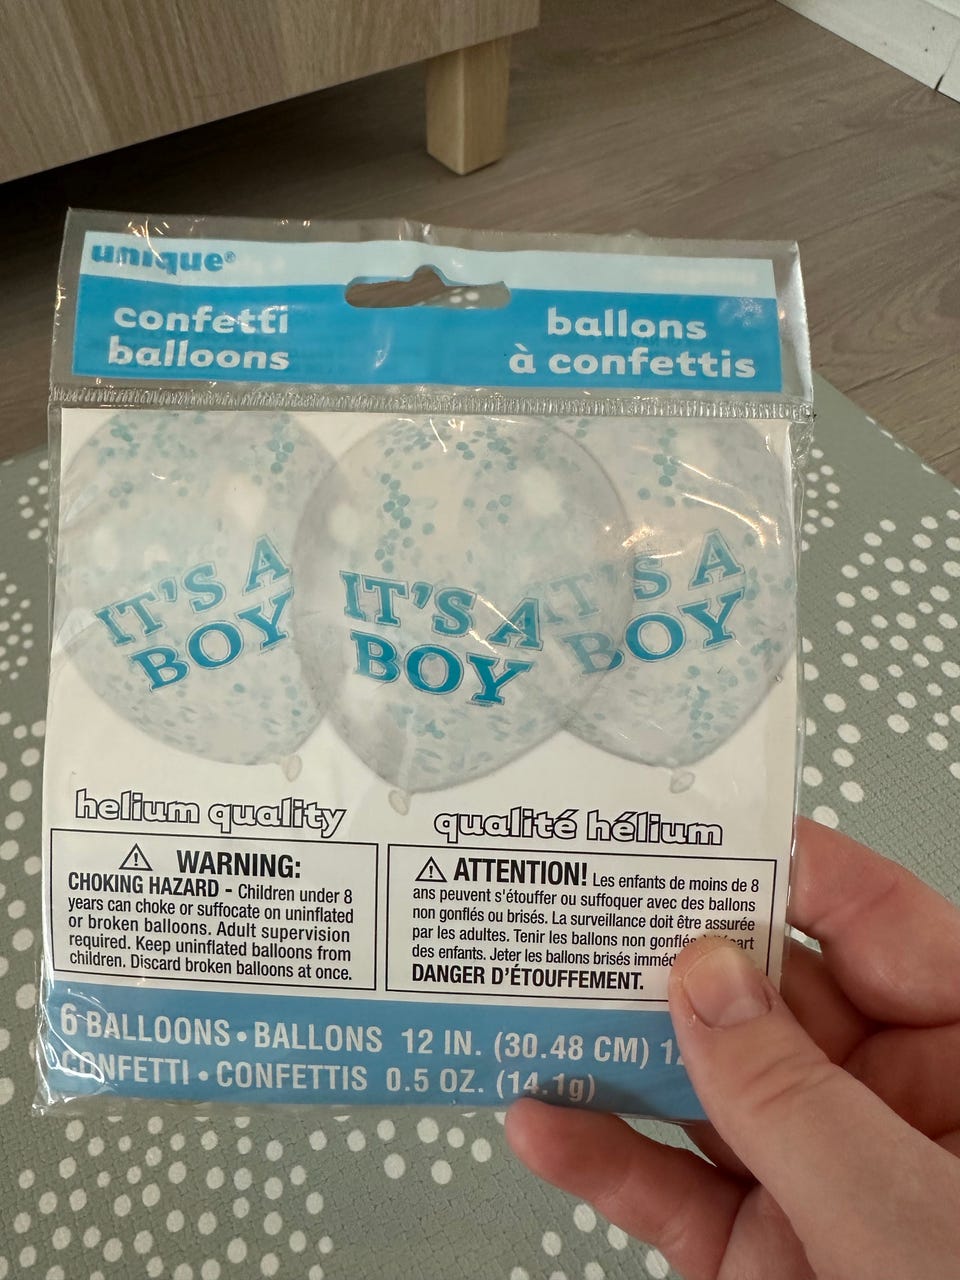 unique®
confetti
balloons
ballons
à confettis
IT'S A
BOY
IT'S A
BOY
IT'S A
BOY
helium quality
qualité hélium
WARNING:
CHOKING HAZARD - Children under 8
years can choke or suffocate on uninflated
or broken balloons. Adult supervision
required. Keep uninflated balloons from
children. Discard broken balloons at once.
ATTENTION! Les enfants de moins de 8
ans peuvent s'étouffer ou suffoquer avec des ballons
non gonflés ou brisés. La surveillance doit être assurée
par les adultes. Tenir les ballons non gonflés
des enfants. Jeter les ballons brisés
DANGER D'ÉTOUFFEMENT.
6 BALLOONS • BALLONS 12 IN. (30.48 CM)
CONFETTI • CONFETTIS 0.5 OZ. (14.1g)